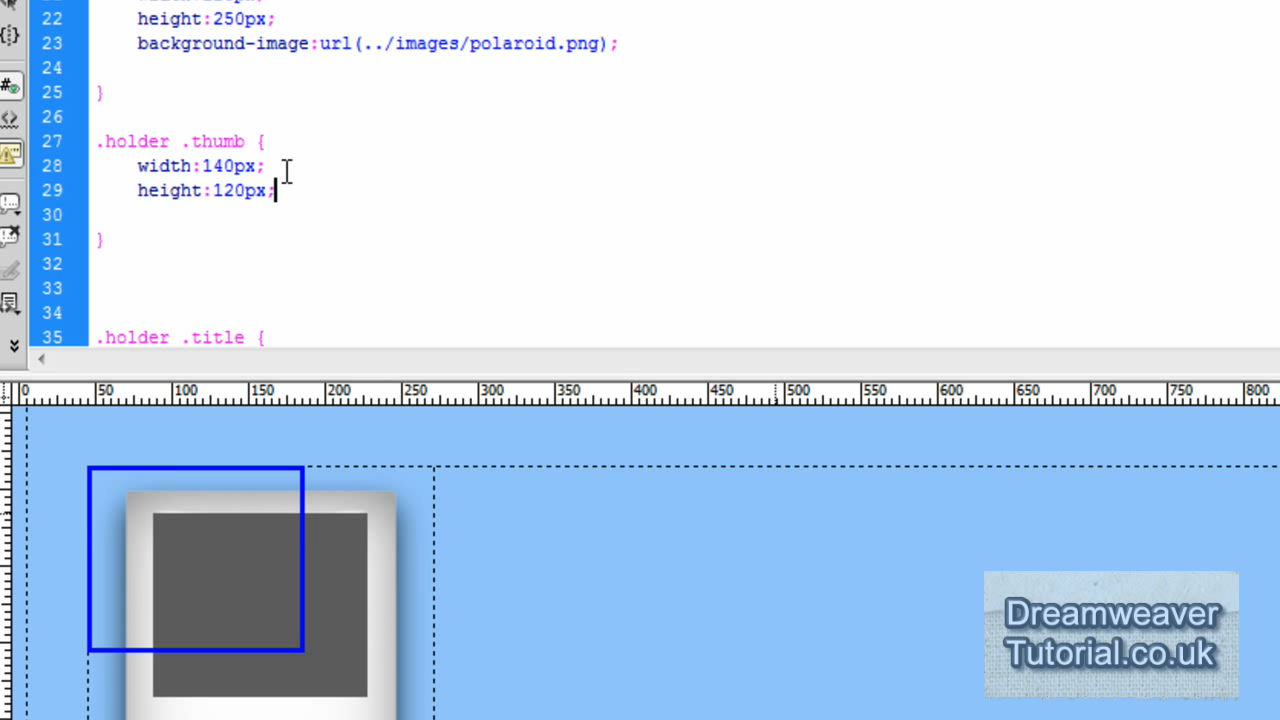 22 height:250px;
23 background-image:url(../images/polaroid.png);
24
25 }
26
27 .holder .thumb {
28 width:140px;
29 height:120px;
30
31 }
32
33
34
35 .holder .title {
0 50 100 150 200 250 300 350 400 450 500 550 600 650 700 750 800
Dreamweaver
Tutorial.co.uk